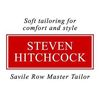 Soft tailoring for
comfort and style
STEVEN
HITCHCOCK
Savile Row Master Tailor